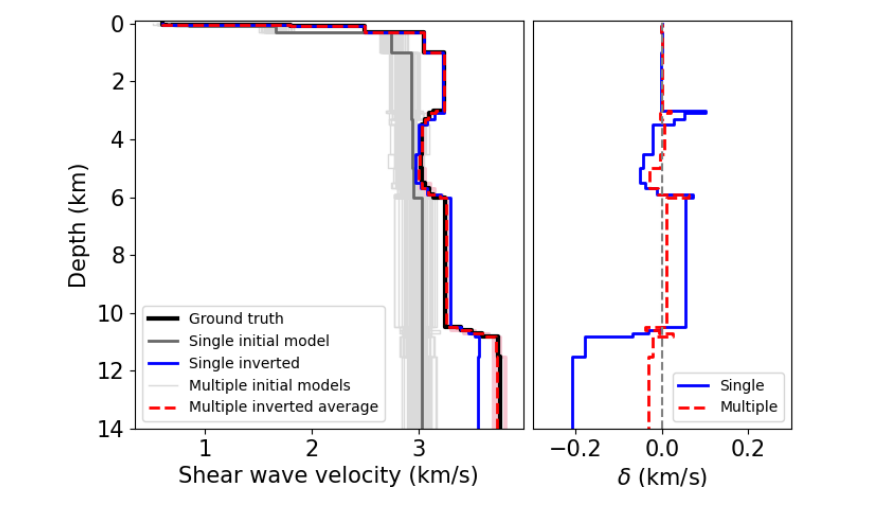 0
2
4
6
8
10
12
14
Depth (km)
Ground truth
Single initial model
Single inverted
Multiple initial models
Multiple inverted average
1
2
3
Shear wave velocity (km/s)
Single
Multiple
−0.2
0.0
0.2
δ (km/s)